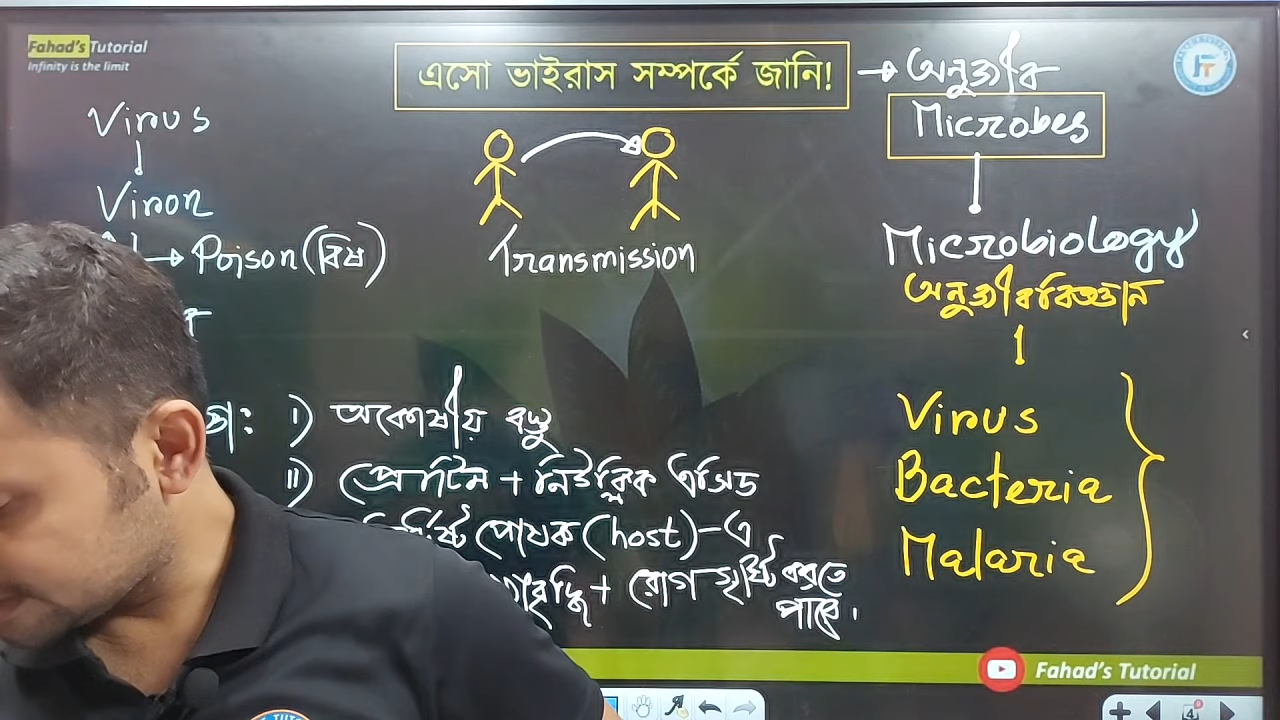 Fahad's Tutorial
Infinity is the limit
এসো ভাইরাস সম্পর্কে জানি!
অনুজীব
Microbes
Virus
Viron
Poison (বিষ)
Transmission
Microbiology
অনুজীববিজ্ঞান
Virus
Bacteria
Malaria
i) অকোষীয় বস্তু
ii) প্রোটিন + নিউক্লিক এসিড
পোষক (host)-এ
+ রোগ সৃষ্টি করতে
পারে।
Fahad's Tutorial